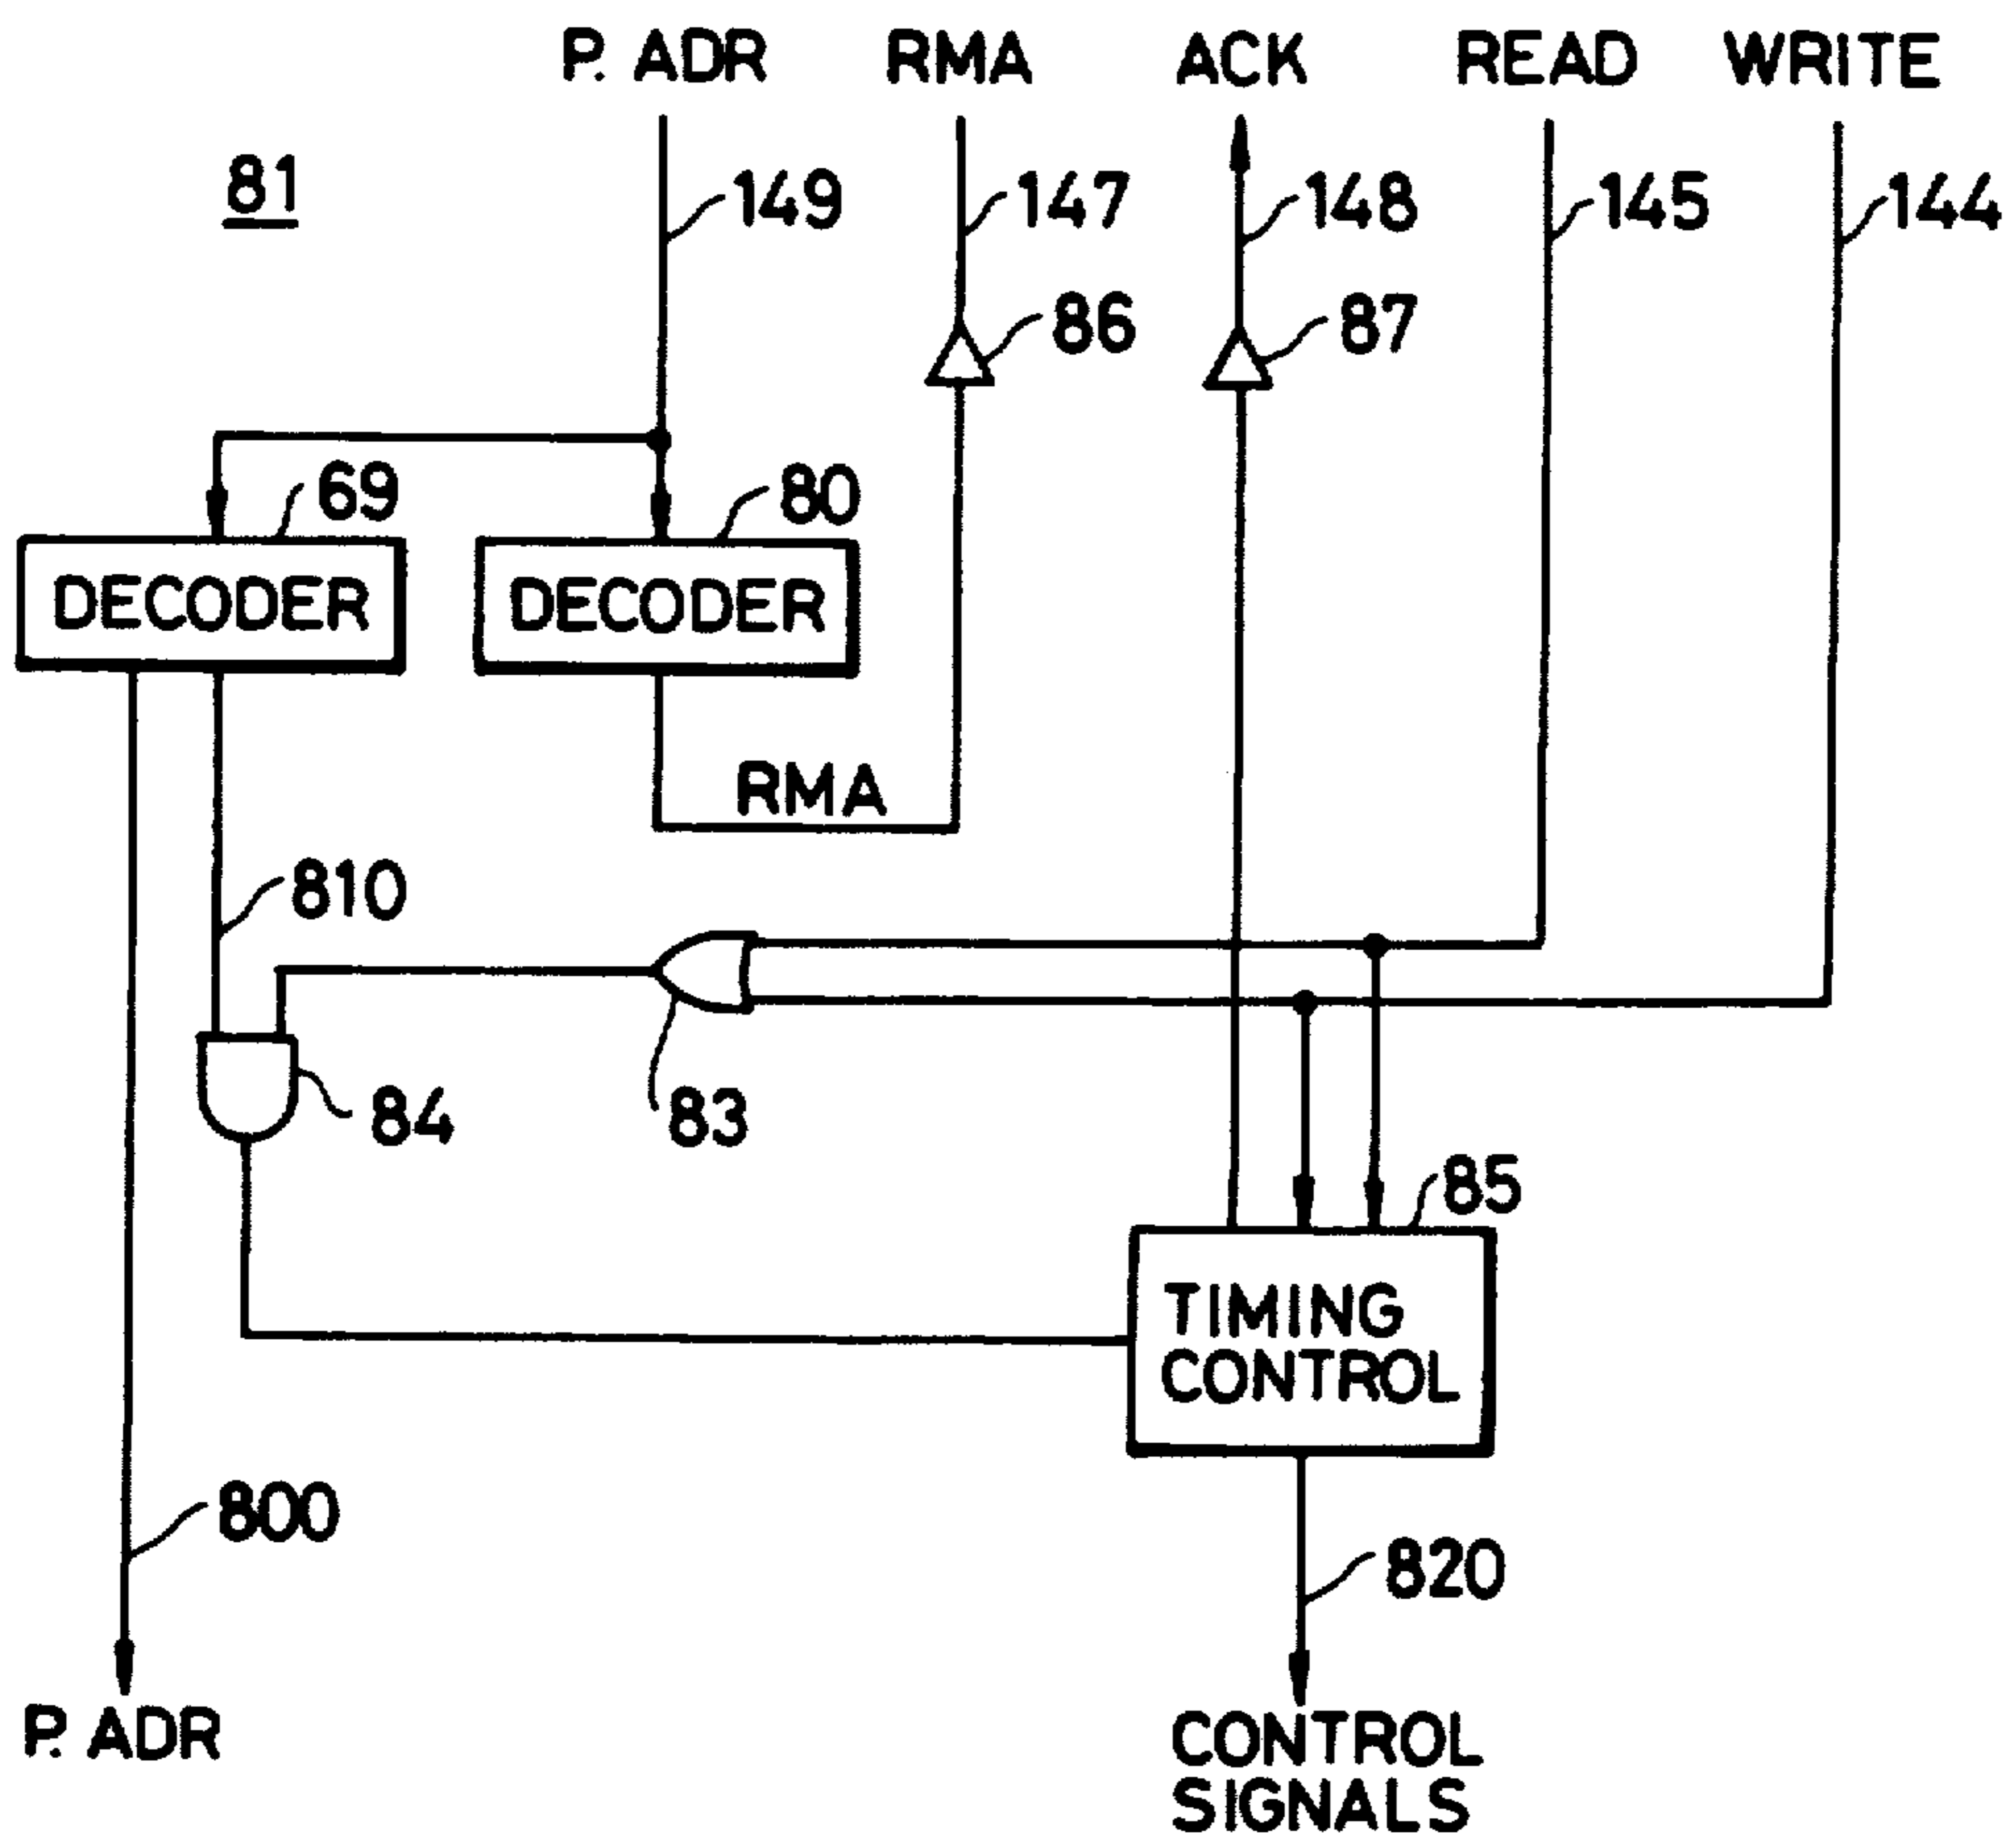 P. ADR RMA ACK READ WRITE
81 149 147 148 145 144
86 87
69 80
DECODER DECODER
RMA
810
84 83
85
TIMING
CONTROL
800
820
P. ADR CONTROL
SIGNALS